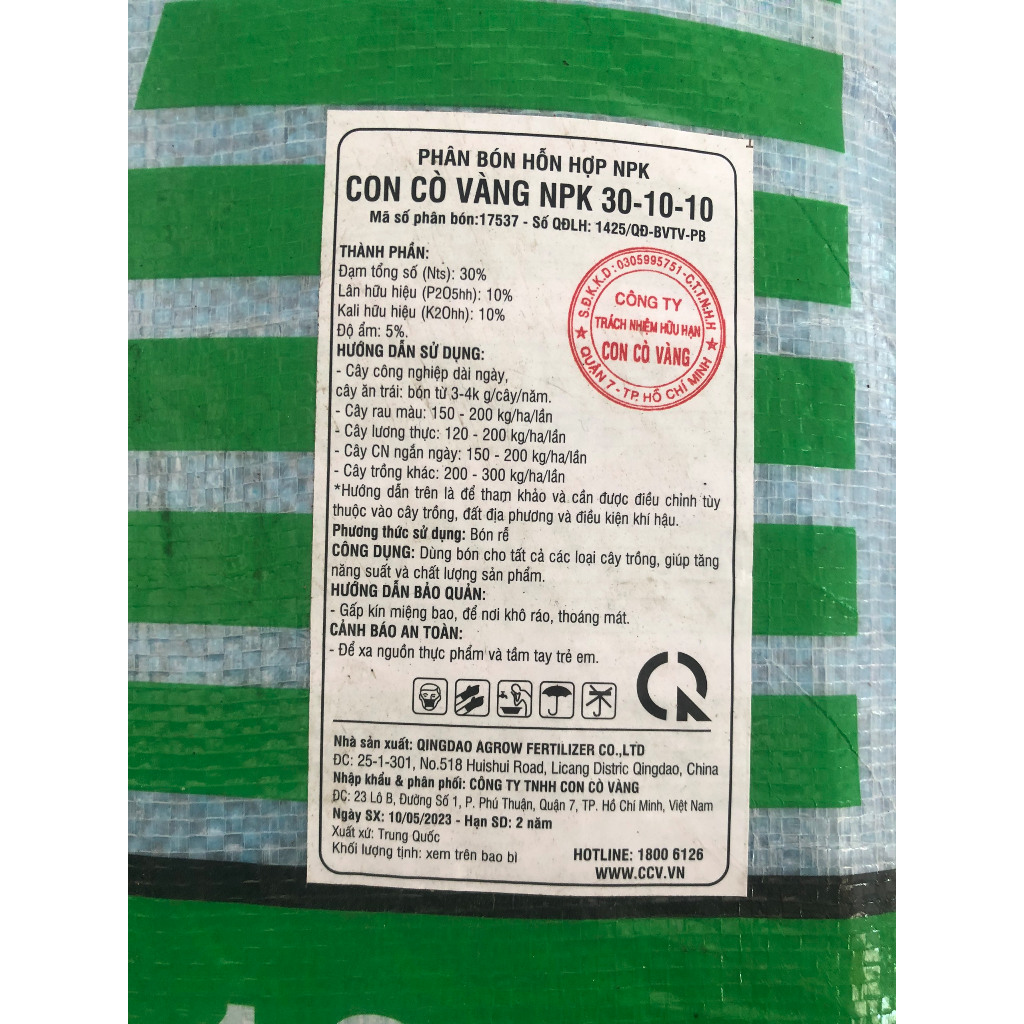 PHÂN BÓN HỖN HỢP NPK
CON CÒ VÀNG NPK 30-10-10
Mã số phân bón:17537 - Số QĐLH: 1425/QĐ-BVTV-PB
THÀNH PHẦN:
Đạm tổng số (Nts): 30%
Lân hữu hiệu (P2O5hh): 10%
Kali hữu hiệu (K2Ohh): 10%
Độ ẩm: 5%.
S.Đ.K.K.D:0305995751-C.T.T.N.H.H
CÔNG TY
TRÁCH NHIỆM HỮU HẠN
CON CÒ VÀNG
QUẬN 7 - TP. HỒ CHÍ MINH
HƯỚNG DẪN SỬ DỤNG:
- Cây công nghiệp dài ngày,
cây ăn trái: bón từ 3-4k g/cây/năm.
- Cây rau màu: 150 - 200 kg/ha/lần
- Cây lương thực: 120 - 200 kg/ha/lần
- Cây CN ngắn ngày: 150 - 200 kg/ha/lần
- Cây trồng khác: 200 - 300 kg/ha/lần
*Hướng dẫn trên là để tham khảo và cần được điều chỉnh tùy
thuộc vào cây trồng, đất địa phương và điều kiện khí hậu.
Phương thức sử dụng: Bón rễ
CÔNG DỤNG: Dùng bón cho tất cả các loại cây trồng, giúp tăng
năng suất và chất lượng sản phẩm.
HƯỚNG DẪN BẢO QUẢN:
- Gấp kín miệng bao, để nơi khô ráo, thoáng mát.
CẢNH BÁO AN TOÀN:
- Để xa nguồn thực phẩm và tầm tay trẻ em.
Nhà sản xuất: QINGDAO AGROW FERTILIZER CO.,LTD
ĐC: 25-1-301, No.518 Huishui Road, Licang Distric Qingdao, China
Nhập khẩu & phân phối: CÔNG TY TNHH CON CÒ VÀNG
ĐC: 23 Lô B, Đường Số 1, P. Phú Thuận, Quận 7, TP. Hồ Chí Minh, Việt Nam
Ngày SX: 10/05/2023 - Hạn SD: 2 năm
Xuất xứ: Trung Quốc
Khối lượng tịnh: xem trên bao bì
HOTLINE: 1800 6126
WWW.CCV.VN